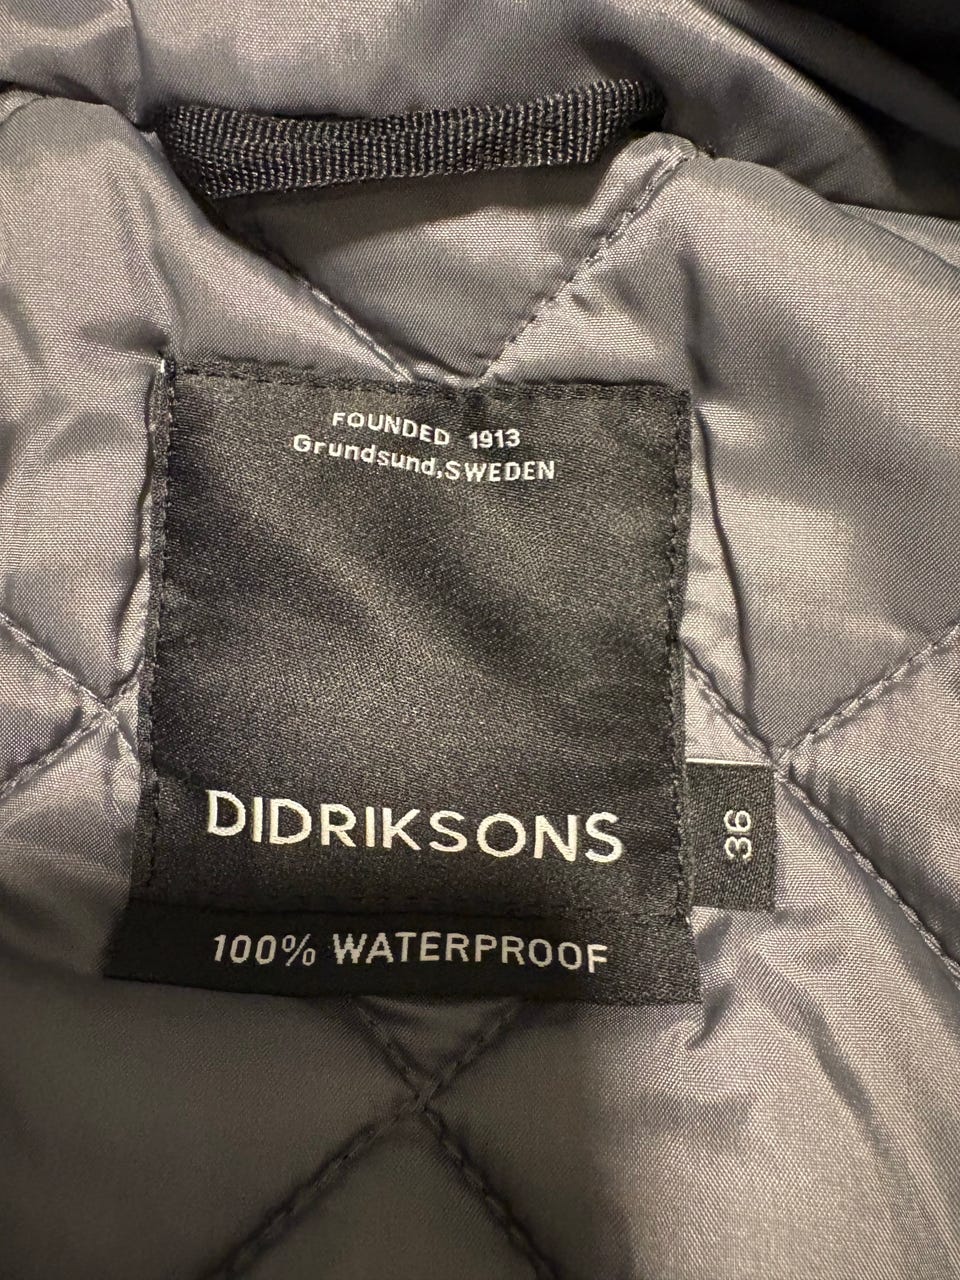 FOUNDED 1913
Grundsund,SWEDEN
DIDRIKSONS
36
100% WATERPROOF